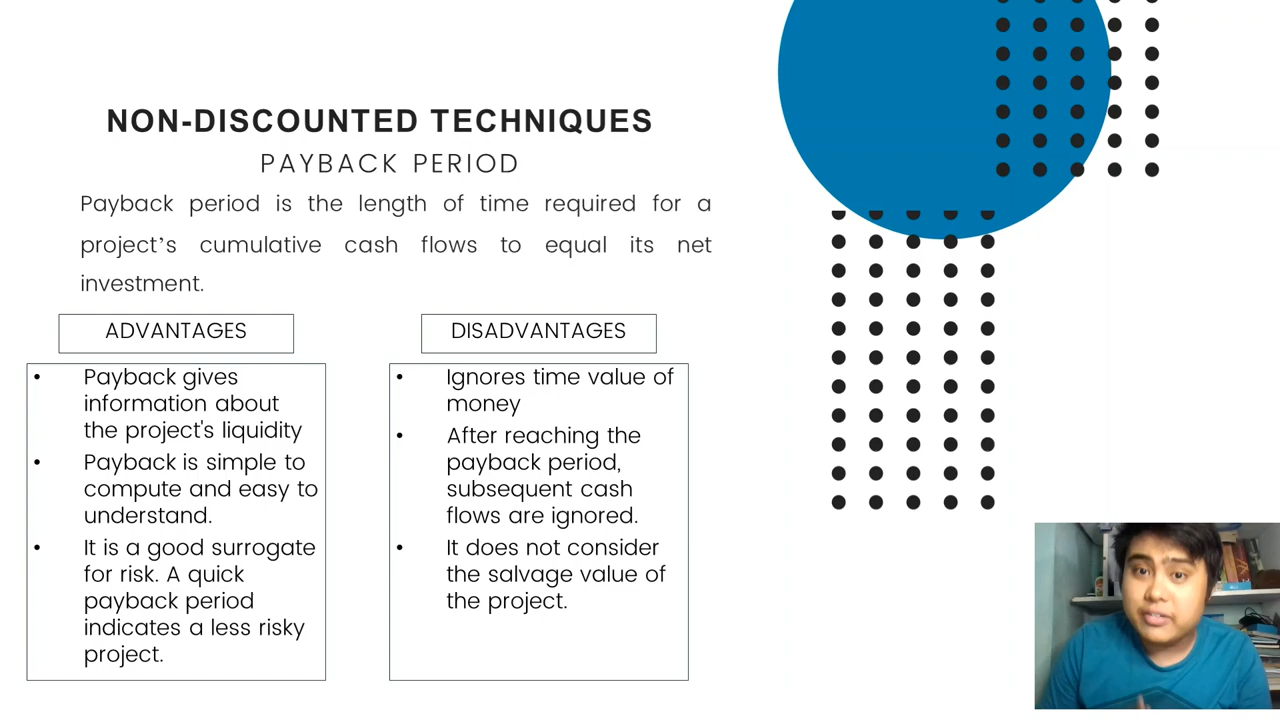 NON-DISCOUNTED TECHNIQUES
PAYBACK PERIOD
Payback period is the length of time required for a
project's cumulative cash flows to equal its net
investment.
ADVANTAGES
• Payback gives
information about
the project's liquidity
• Payback is simple to
compute and easy to
understand.
• It is a good surrogate
for risk. A quick
payback period
indicates a less risky
project.
DISADVANTAGES
• Ignores time value of
money
• After reaching the
payback period,
subsequent cash
flows are ignored.
• It does not consider
the salvage value of
the project.